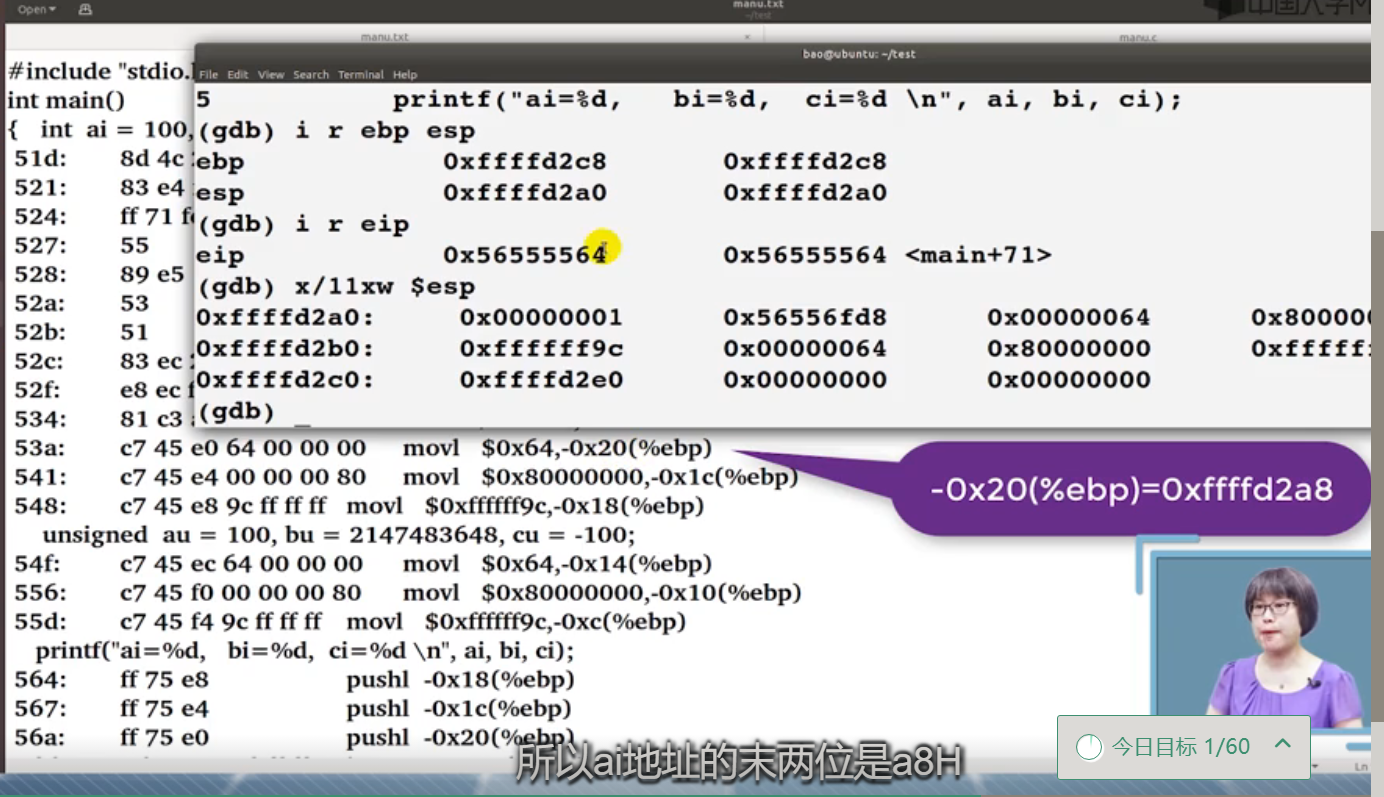 Open
manu.txt
~/test
manu.txt
×
manu.c
#include "stdio.
int main()
{ int ai = 100,
51d: 8d 4c
521: 83 e4
524: ff 71
527: 55
528: 89 e5
52a: 53
52b: 51
52c: 83 ec
52f: e8 ec
534: 81 c3
bao@ubuntu: ~/test
File Edit View Search Terminal Help
5 printf("ai=%d, bi=%d, ci=%d \n", ai, bi, ci);
(gdb) i r ebp esp
ebp 0xffffd2c8 0xffffd2c8
esp 0xffffd2a0 0xffffd2a0
(gdb) i r eip
eip 0x56555564 0x56555564 <main+71>
(gdb) x/11xw $esp
0xffffd2a0: 0x00000001 0x56556fd8 0x00000064 0x80000
0xffffd2b0: 0xffffff9c 0x00000064 0x80000000 0xfffff
0xffffd2c0: 0xffffd2e0 0x00000000 0x00000000
(gdb) _
53a: c7 45 e0 64 00 00 00 movl $0x64,-0x20(%ebp)
541: c7 45 e4 00 00 00 80 movl $0x80000000,-0x1c(%ebp)
548: c7 45 e8 9c ff ff ff movl $0xffffff9c,-0x18(%ebp)
unsigned au = 100, bu = 2147483648, cu = -100;
54f: c7 45 ec 64 00 00 00 movl $0x64,-0x14(%ebp)
556: c7 45 f0 00 00 00 80 movl $0x80000000,-0x10(%ebp)
55d: c7 45 f4 9c ff ff ff movl $0xffffff9c,-0xc(%ebp)
printf("ai=%d, bi=%d, ci=%d \n", ai, bi, ci);
564: ff 75 e8 pushl -0x18(%ebp)
567: ff 75 e4 pushl -0x1c(%ebp)
56a: ff 75 e0 pushl -0x20(%ebp)
-0x20(%ebp)=0xffffd2a8
所以ai地址的末两位是a8H
今日目标 1/60
Ln